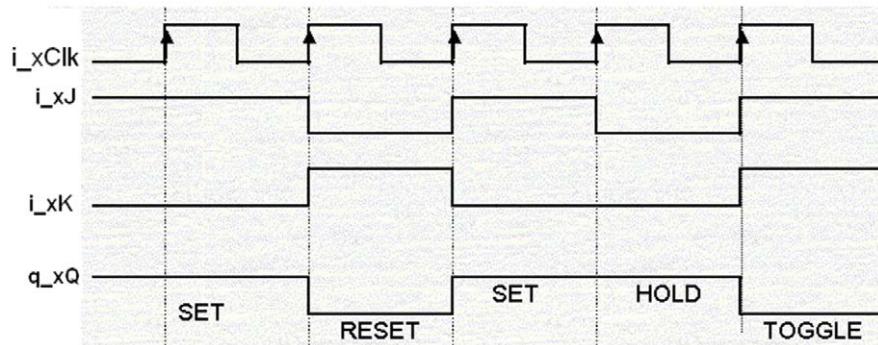 i_xClk
i_xJ
i_xK
q_xQ
SET
RESET
SET
HOLD
TOGGLE